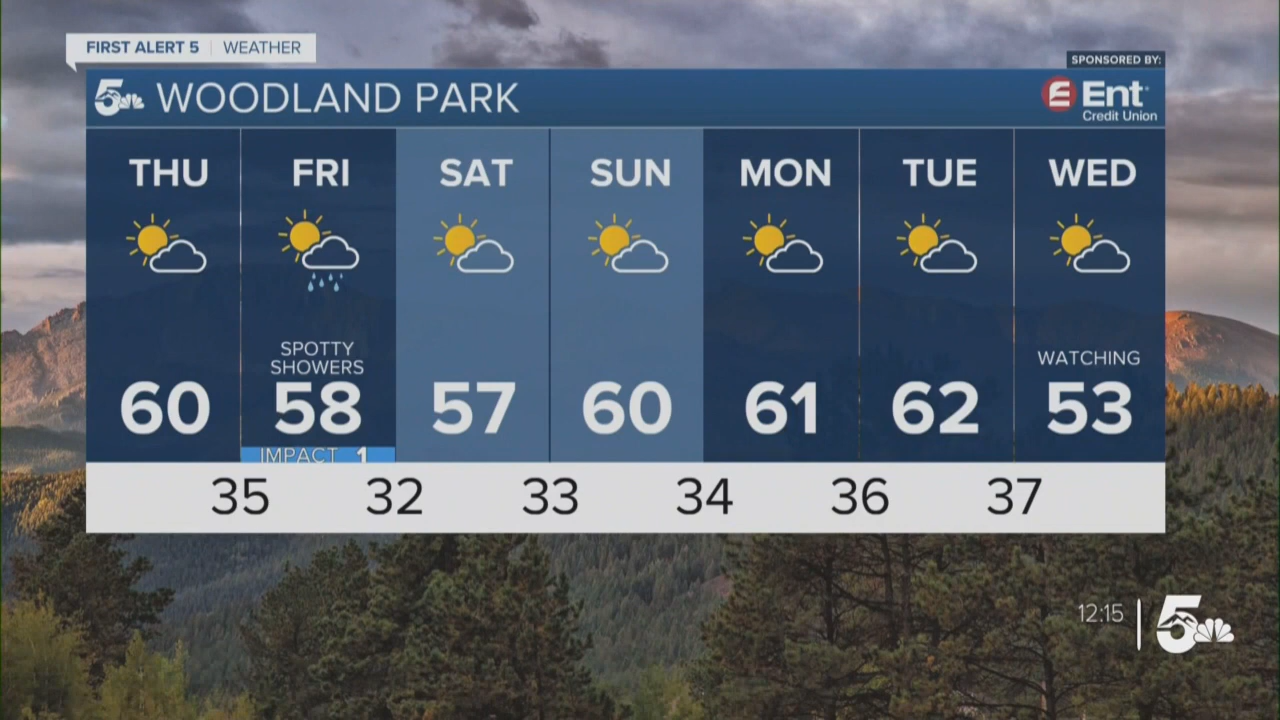 FIRST ALERT 5 | WEATHER
SPONSORED BY:
5 WOODLAND PARK
Ent
Credit Union
THU FRI SAT SUN MON TUE WED
SPOTTY
SHOWERS
WATCHING
60 58 57 60 61 62 53
IMPACT 1
35 32 33 34 36 37
12:15 | 5